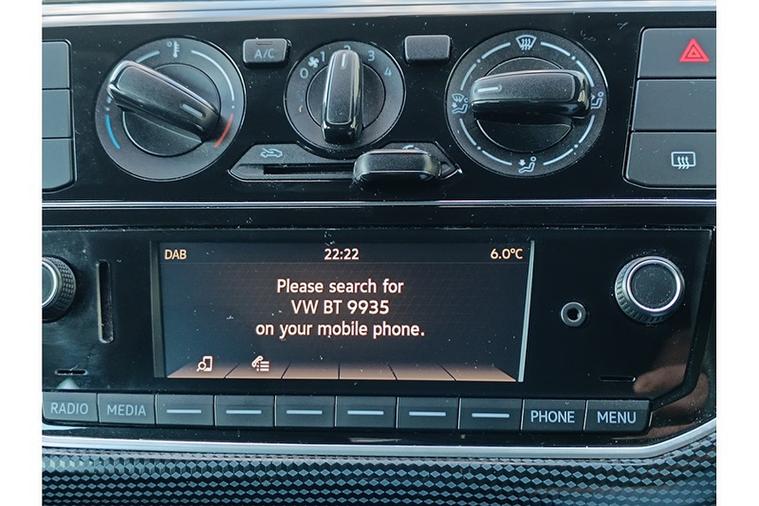 A/C
0 1 2 3 4
DAB 22:22 6.0°C
Please search for
VW BT 9935
on your mobile phone.
RADIO MEDIA PHONE MENU